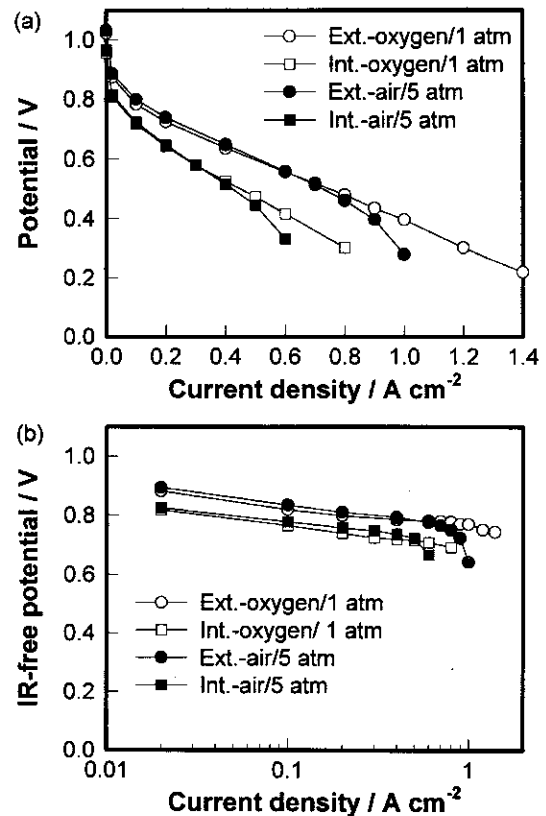 (a)
1.0
0.8
0.6
0.4
0.2
0.0
Potential / V
Ext.-oxygen/1 atm
Int.-oxygen/1 atm
Ext.-air/5 atm
Int.-air/5 atm
0.0 0.2 0.4 0.6 0.8 1.0 1.2 1.4
Current density / A cm⁻²
(b)
1.0
0.8
0.6
0.4
0.2
0.0
IR-free potential / V
Ext.-oxygen/1 atm
Int.-oxygen/ 1 atm
Ext.-air/5 atm
Int.-air/5 atm
0.01 0.1 1
Current density / A cm⁻²